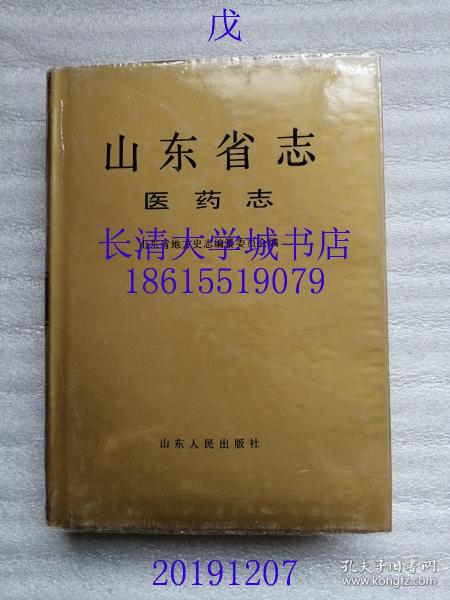 戊
山东省志
医药志
山东省地方史志编纂委员会编
长清大学城书店
18615519079
山东人民出版社
20191207
孔夫子旧书网
www.kongfz.com